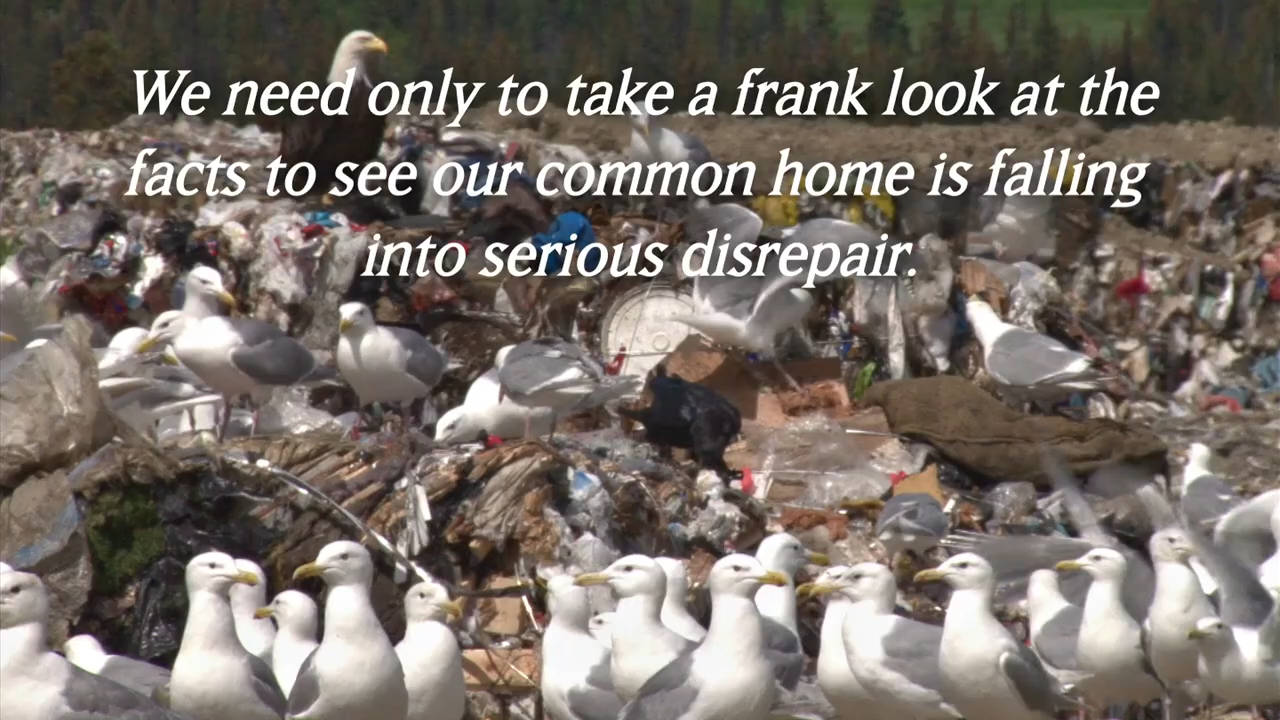 We need only to take a frank look at the
facts to see our common home is falling
into serious disrepair.